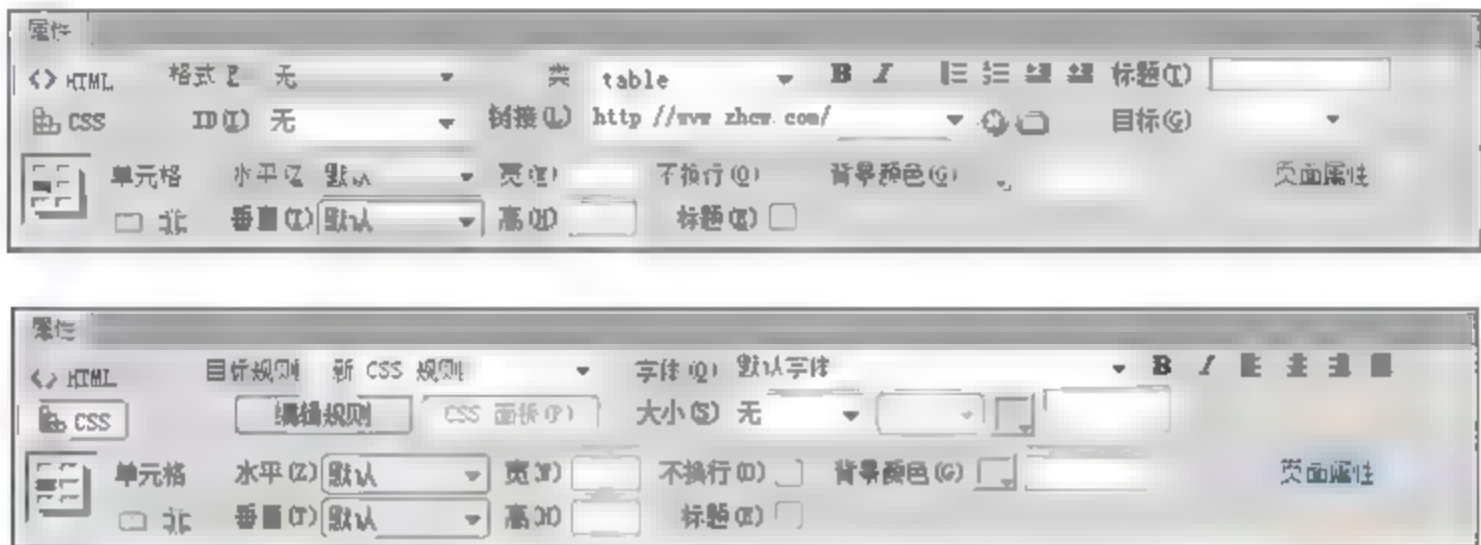 属性
<> HTML 格式 无 类 table B I 标题(T)
CSS ID(I) 无 链接(L) http //www zhcw. com/ 目标(G)
单元格 水平(Z 默认 宽(W) 不换行(O) 背景颜色(G) 页面属性
垂直(T) 默认 高(H) 标题(E)
属性
<> HTML 目标规则 新 CSS 规则 字体(O) 默认字体 B I
CSS 编辑规则 CSS 面板(P) 大小(S) 无
单元格 水平(Z) 默认 宽(W) 不换行(O) 背景颜色(G) 页面属性
垂直(T) 默认 高(H) 标题(E)